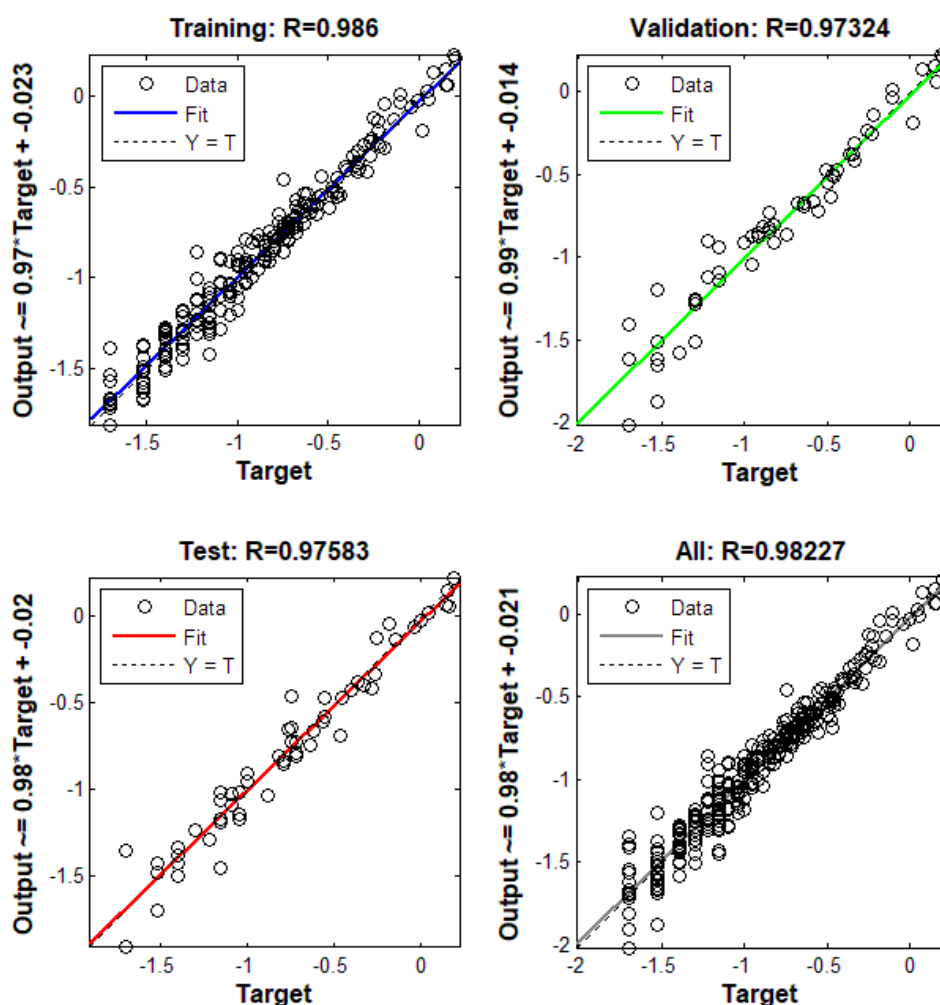 Training: R=0.986
Output ~= 0.97*Target + -0.023
Data
Fit
Y = T
0
-0.5
-1
-1.5
-1.5
-1
-0.5
0
Target
Validation: R=0.97324
Output ~= 0.99*Target + -0.014
Data
Fit
Y = T
0
-0.5
-1
-1.5
-2
-2
-1.5
-1
-0.5
0
Target
Test: R=0.97583
Output ~= 0.98*Target + -0.02
Data
Fit
Y = T
0
-0.5
-1
-1.5
-1.5
-1
-0.5
0
Target
All: R=0.98227
Output ~= 0.98*Target + -0.021
Data
Fit
Y = T
0
-0.5
-1
-1.5
-2
-2
-1.5
-1
-0.5
0
Target